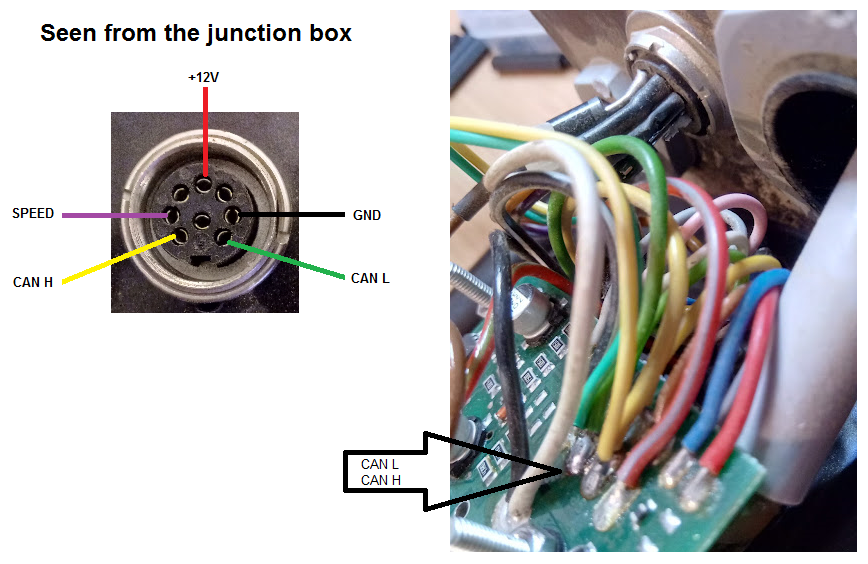 Seen from the junction box
+12V
SPEED
GND
CAN H
CAN L
CAN L
CAN H